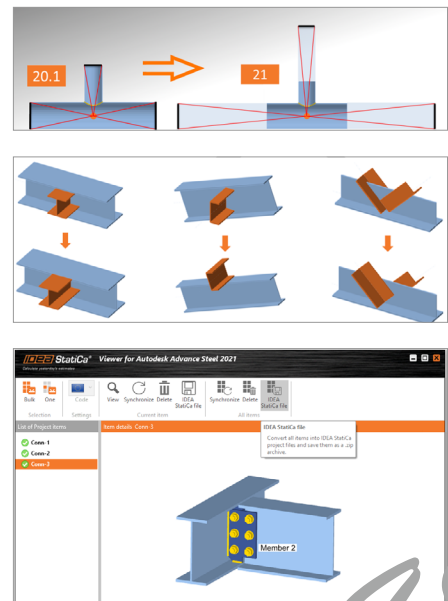 20.1
21
IDEA StatiCa® Viewer for Autodesk Advance Steel 2021
Calculate yesterday's estimates
Bulk One Code View Synchronize Delete IDEA StatiCa file Synchronize Delete IDEA StatiCa file
Selection Settings Current item All items
List of Project items
Item details Conn-3
IDEA StatiCa file
Convert all items into IDEA StatiCa
project files and save them as a .zip
archive.
Conn-1
Conn-2
Conn-3
Member 2